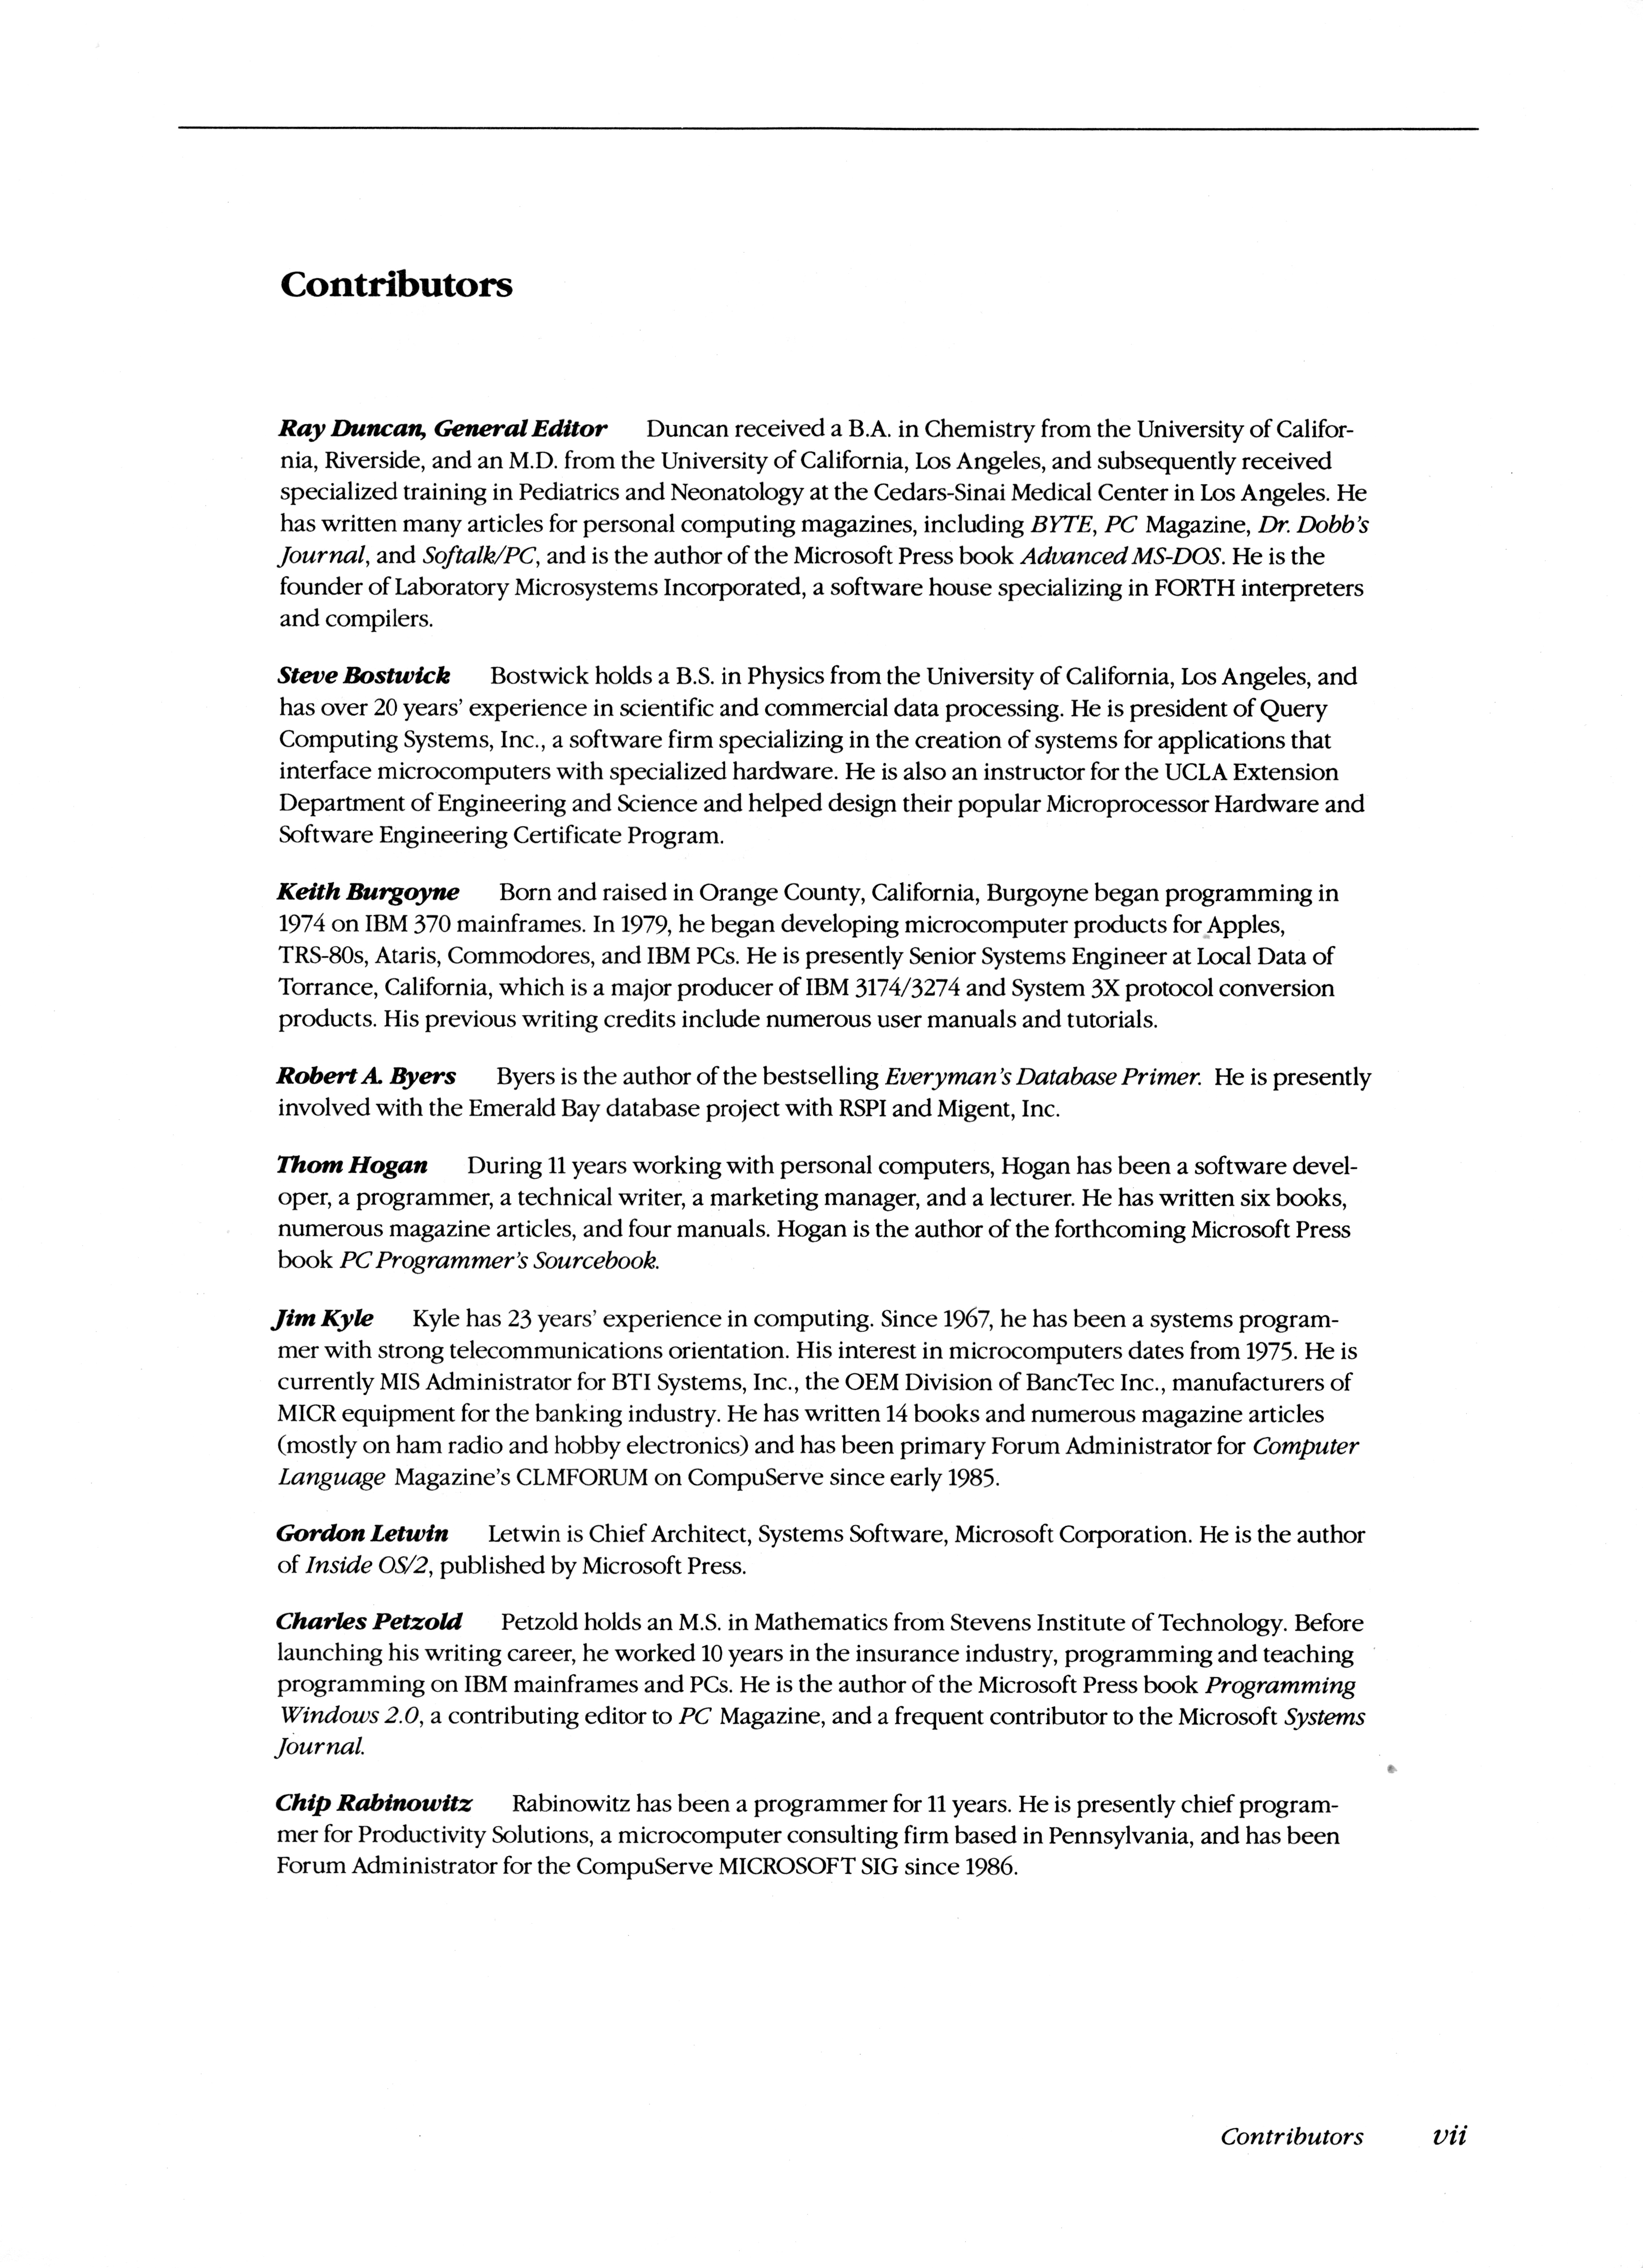 Contributors
Ray Duncan, General Editor Duncan received a B.A. in Chemistry from the University of Califor-
nia, Riverside, and an M.D. from the University of California, Los Angeles, and subsequently received
specialized training in Pediatrics and Neonatology at the Cedars-Sinai Medical Center in Los Angeles. He
has written many articles for personal computing magazines, including BYTE, PC Magazine, Dr. Dobb's
Journal, and Softalk/PC, and is the author of the Microsoft Press book Advanced MS-DOS. He is the
founder of Laboratory Microsystems Incorporated, a software house specializing in FORTH interpreters
and compilers.
Steve Bostwick Bostwick holds a B.S. in Physics from the University of California, Los Angeles, and
has over 20 years' experience in scientific and commercial data processing. He is president of Query
Computing Systems, Inc., a software firm specializing in the creation of systems for applications that
interface microcomputers with specialized hardware. He is also an instructor for the UCLA Extension
Department of Engineering and Science and helped design their popular Microprocessor Hardware and
Software Engineering Certificate Program.
Keith Burgoyne Born and raised in Orange County, California, Burgoyne began programming in
1974 on IBM 370 mainframes. In 1979, he began developing microcomputer products for Apples,
TRS-80s, Ataris, Commodores, and IBM PCs. He is presently Senior Systems Engineer at Local Data of
Torrance, California, which is a major producer of IBM 3174/3274 and System 3X protocol conversion
products. His previous writing credits include numerous user manuals and tutorials.
Robert A. Byers Byers is the author of the bestselling Everyman's Database Primer. He is presently
involved with the Emerald Bay database project with RSPI and Migent, Inc.
Thom Hogan During 11 years working with personal computers, Hogan has been a software devel-
oper, a programmer, a technical writer, a marketing manager, and a lecturer. He has written six books,
numerous magazine articles, and four manuals. Hogan is the author of the forthcoming Microsoft Press
book PC Programmer's Sourcebook.
Jim Kyle Kyle has 23 years' experience in computing. Since 1967, he has been a systems program-
mer with strong telecommunications orientation. His interest in microcomputers dates from 1975. He is
currently MIS Administrator for BTI Systems, Inc., the OEM Division of BancTec Inc., manufacturers of
MICR equipment for the banking industry. He has written 14 books and numerous magazine articles
(mostly on ham radio and hobby electronics) and has been primary Forum Administrator for Computer
Language Magazine's CLMFORUM on CompuServe since early 1985.
Gordon Letwin Letwin is Chief Architect, Systems Software, Microsoft Corporation. He is the author
of Inside OS/2, published by Microsoft Press.
Charles Petzold Petzold holds an M.S. in Mathematics from Stevens Institute of Technology. Before
launching his writing career, he worked 10 years in the insurance industry, programming and teaching
programming on IBM mainframes and PCs. He is the author of the Microsoft Press book Programming
Windows 2.0, a contributing editor to PC Magazine, and a frequent contributor to the Microsoft Systems
Journal.
Chip Rabinowitz Rabinowitz has been a programmer for 11 years. He is presently chief program-
mer for Productivity Solutions, a microcomputer consulting firm based in Pennsylvania, and has been
Forum Administrator for the CompuServe MICROSOFT SIG since 1986.
Contributors vii